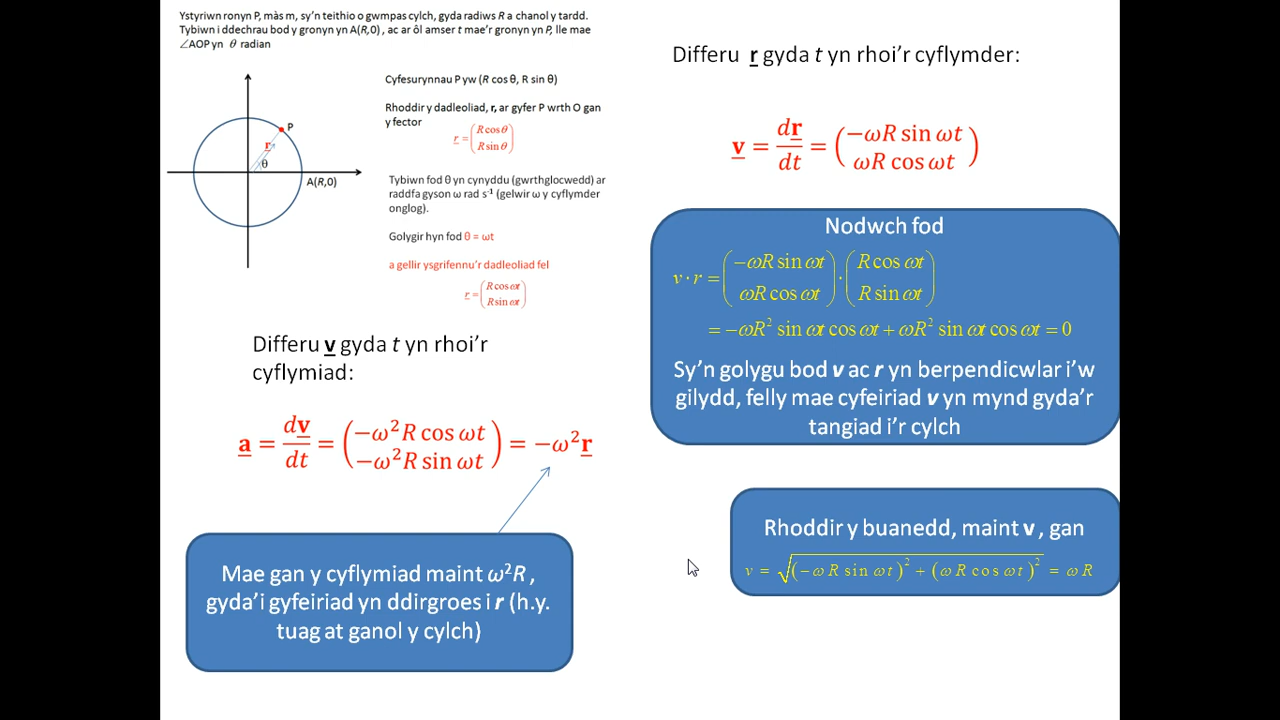 Ystyriwn ronyn P, màs m, sy'n teithio o gwmpas cylch, gyda radiws R a chanol y tardd.
Tybiwn i ddechrau bod y gronyn yn A(R,0) , ac ar ôl amser t mae'r gronyn yn P, lle mae
∠AOP yn θ radian
P
r
θ
A(R,0)
Cyfesurynnau P yw (R cos θ, R sin θ)
Rhoddir y dadleoliad, r, ar gyfer P wrth O gan
y fector
r = (R cos θ
R sin θ)
Tybiwn fod θ yn cynyddu (gwrthglocwedd) ar
raddfa gyson ω rad s⁻¹ (gelwir ω y cyflymder
onglog).
Golygir hyn fod θ = ωt
a gellir ysgrifennu'r dadleoliad fel
r = (R cos ωt
R sin ωt)
Differu v gyda t yn rhoi'r
cyflymiad:
a = dv/dt = (−ω²R cos ωt
−ω²R sin ωt) = −ω²r
Mae gan y cyflymiad maint ω²R ,
gyda'i gyfeiriad yn ddirgroes i r (h.y.
tuag at ganol y cylch)
Differu r gyda t yn rhoi'r cyflymder:
v = dr/dt = (−ωR sin ωt
ωR cos ωt)
Nodwch fod
v · r = (−ωR sin ωt
ωR cos ωt) · (R cos ωt
R sin ωt)
= −ωR² sin ωt cos ωt + ωR² sin ωt cos ωt = 0
Sy'n golygu bod v ac r yn berpendicwlar i'w
gilydd, felly mae cyfeiriad v yn mynd gyda'r
tangiad i'r cylch
Rhoddir y buanedd, maint v , gan
v = √((−ωR sin ωt)² + (ωR cos ωt)²) = ωR